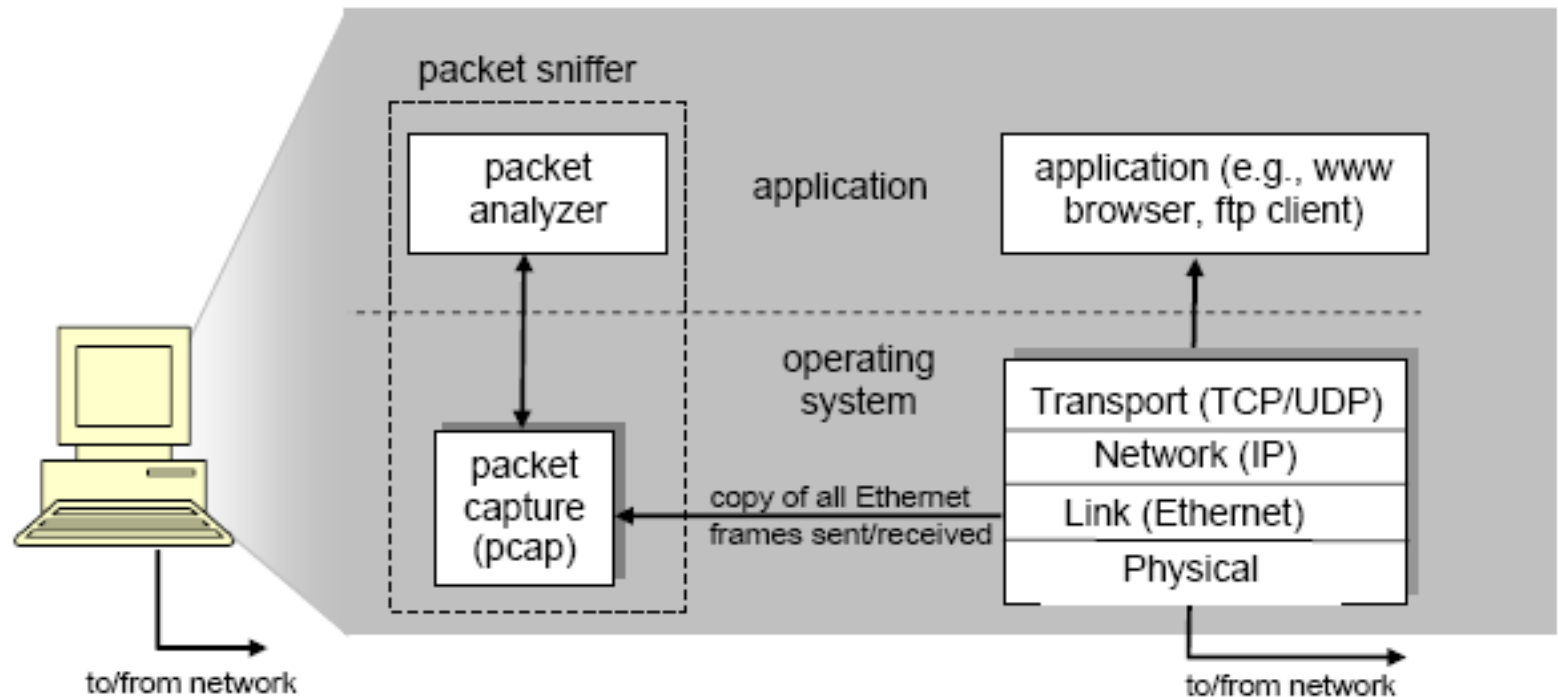 packet sniffer
packet
analyzer
application
application (e.g., www
browser, ftp client)
operating
system
packet
capture
(pcap)
copy of all Ethernet
frames sent/received
Transport (TCP/UDP)
Network (IP)
Link (Ethernet)
Physical
to/from network
to/from network